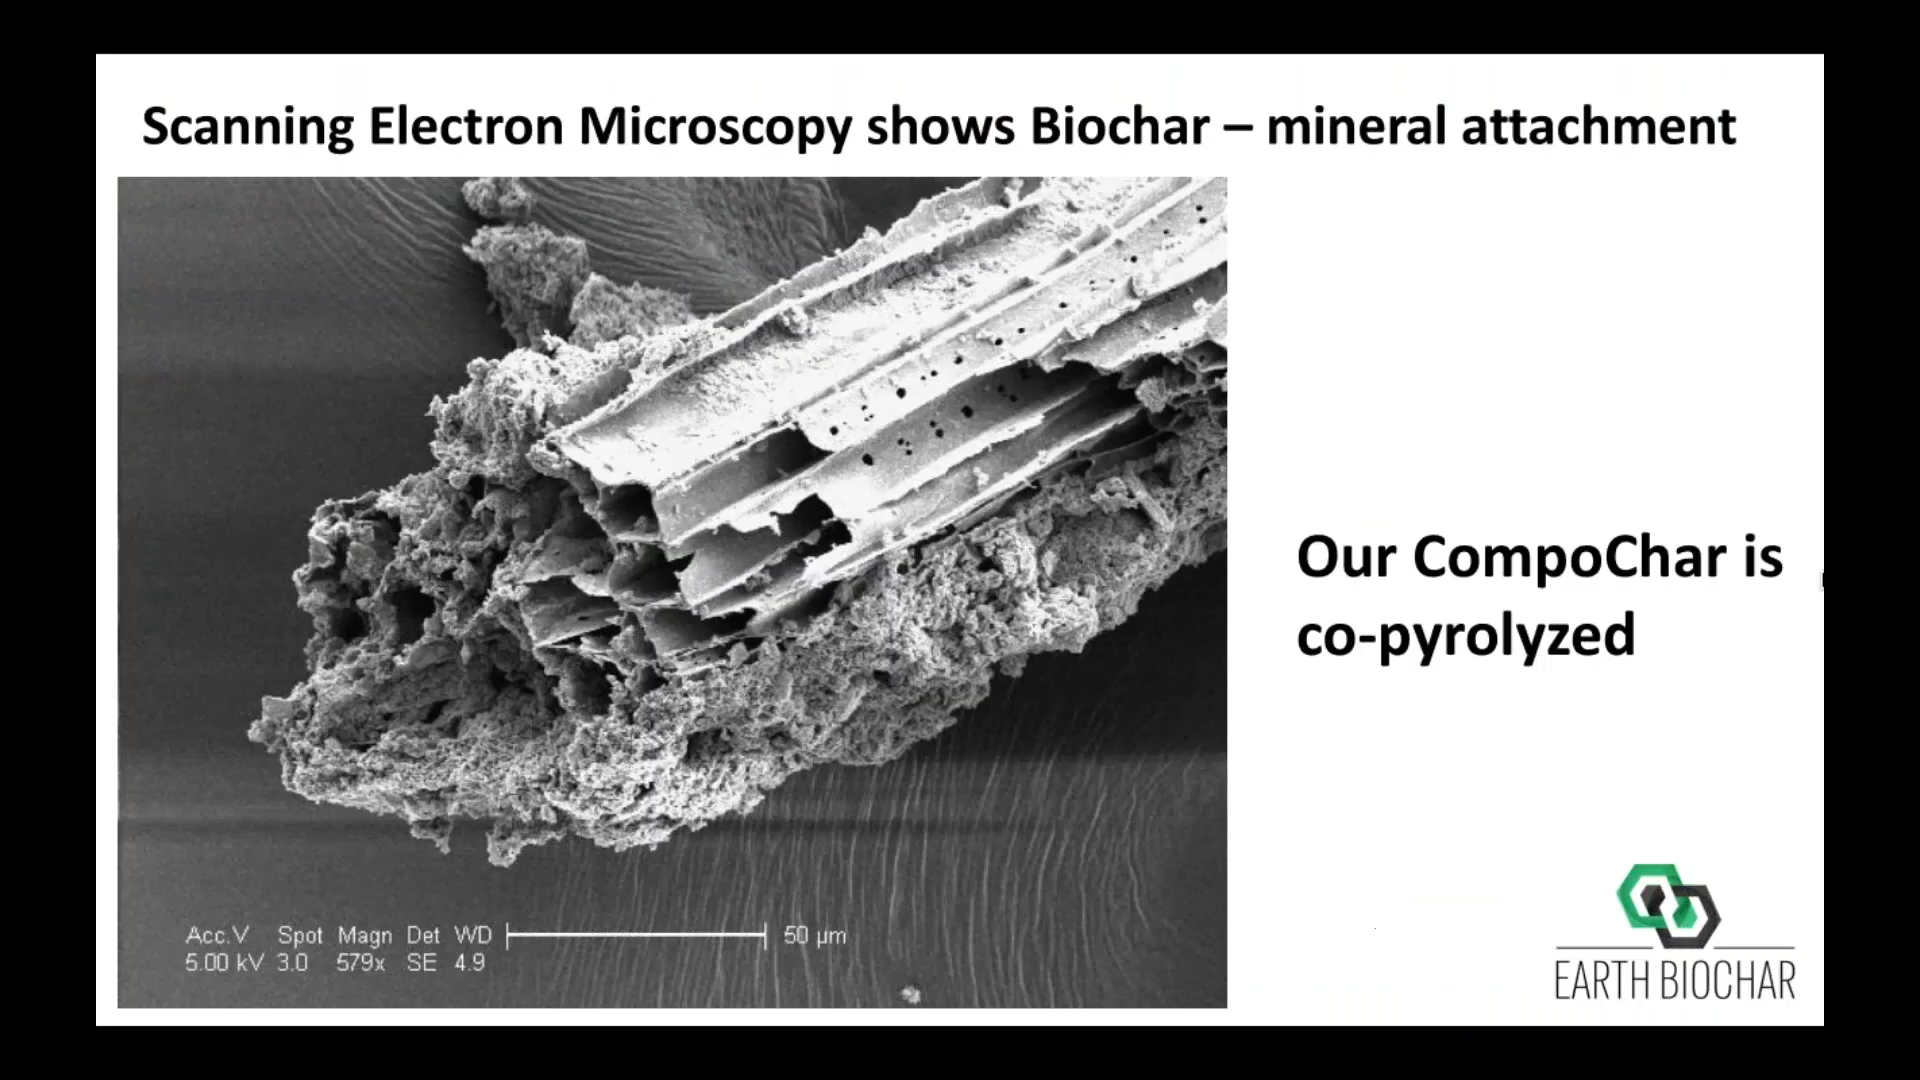 Scanning Electron Microscopy shows Biochar – mineral attachment
Our CompoChar is
co-pyrolyzed
Acc.V Spot Magn Det WD 50 µm
5.00 kV 3.0 579x SE 4.9
EARTH BIOCHAR